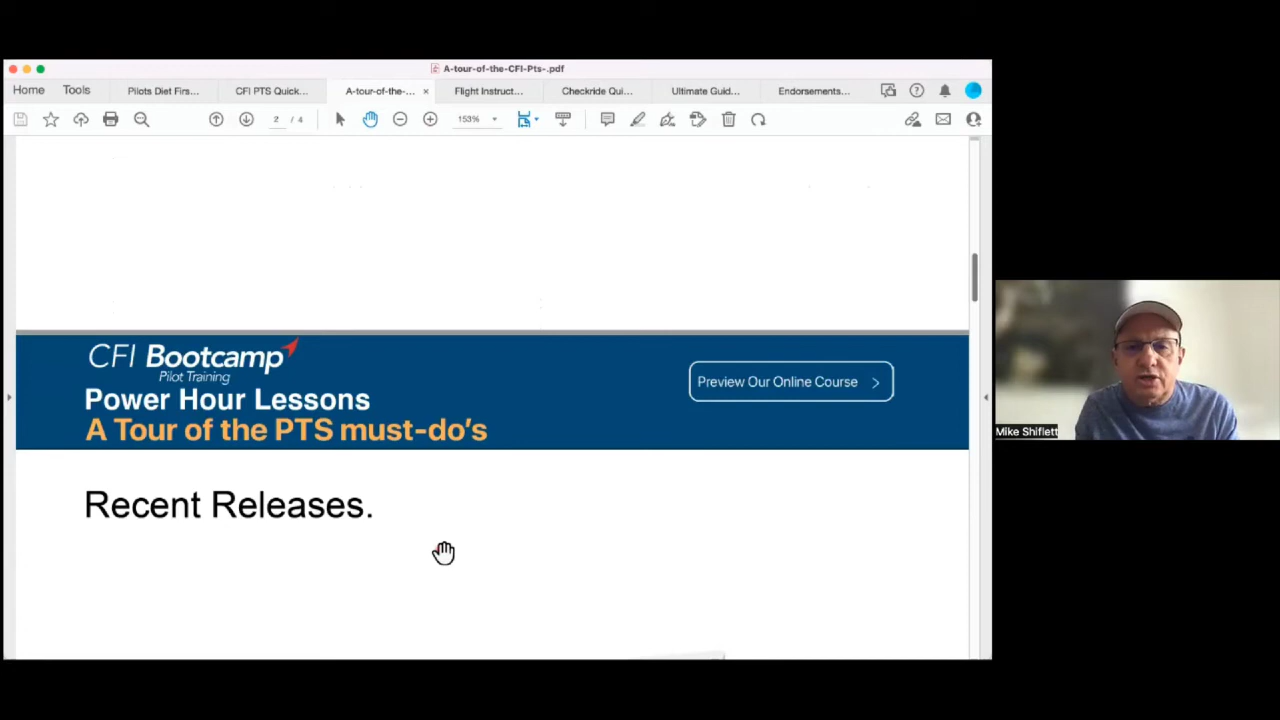 A-tour-of-the-CFI-Pts-.pdf
Home
Tools
Pilots Diet Firs...
CFI PTS Quick...
A-tour-of-the-...
×
Flight Instruct...
Checkride Qui...
Ultimate Guid...
Endorsements...
2 / 4
153%
CFI Bootcamp
Pilot Training
Preview Our Online Course >
Power Hour Lessons
A Tour of the PTS must-do's
Mike Shiflett
Recent Releases.